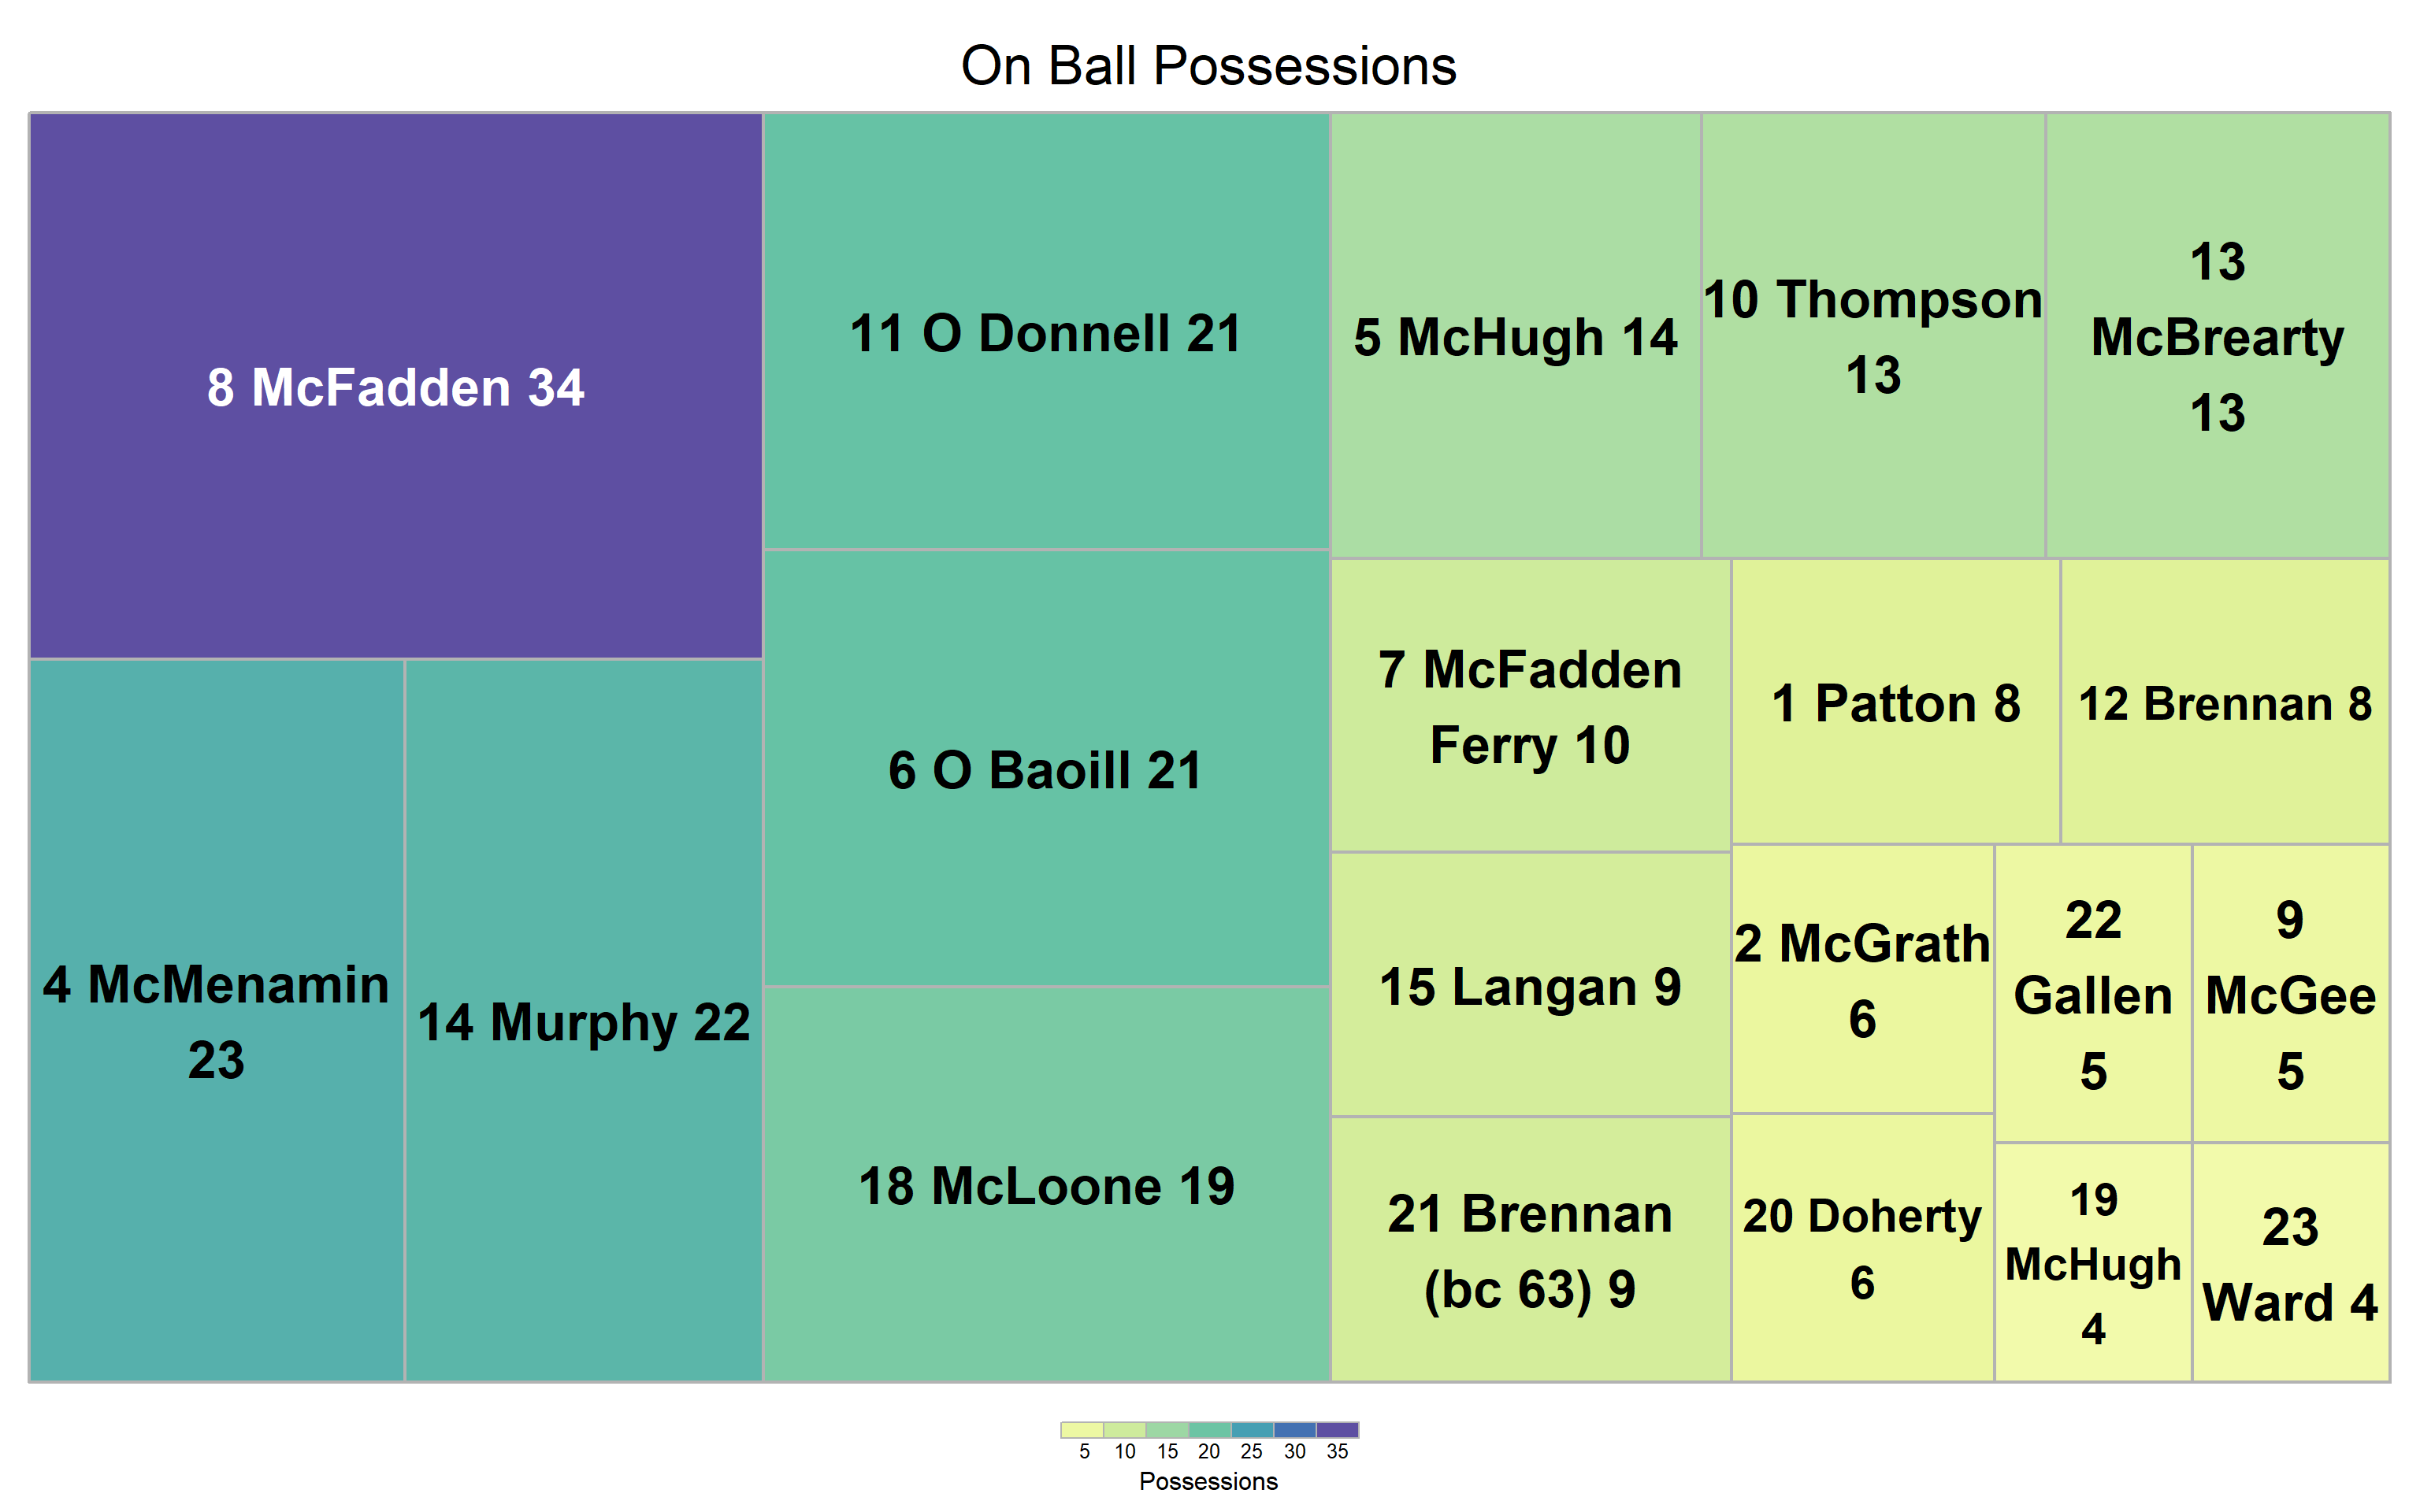 On Ball Possessions
8 McFadden 34
4 McMenamin
23
14 Murphy 22
11 O Donnell 21
6 O Baoill 21
18 McLoone 19
5 McHugh 14
10 Thompson
13
13
McBrearty
13
7 McFadden
Ferry 10
15 Langan 9
21 Brennan
(bc 63) 9
1 Patton 8
12 Brennan 8
2 McGrath
6
20 Doherty
6
22
Gallen
5
9
McGee
5
19
McHugh
4
23
Ward 4
5 10 15 20 25 30 35
Possessions